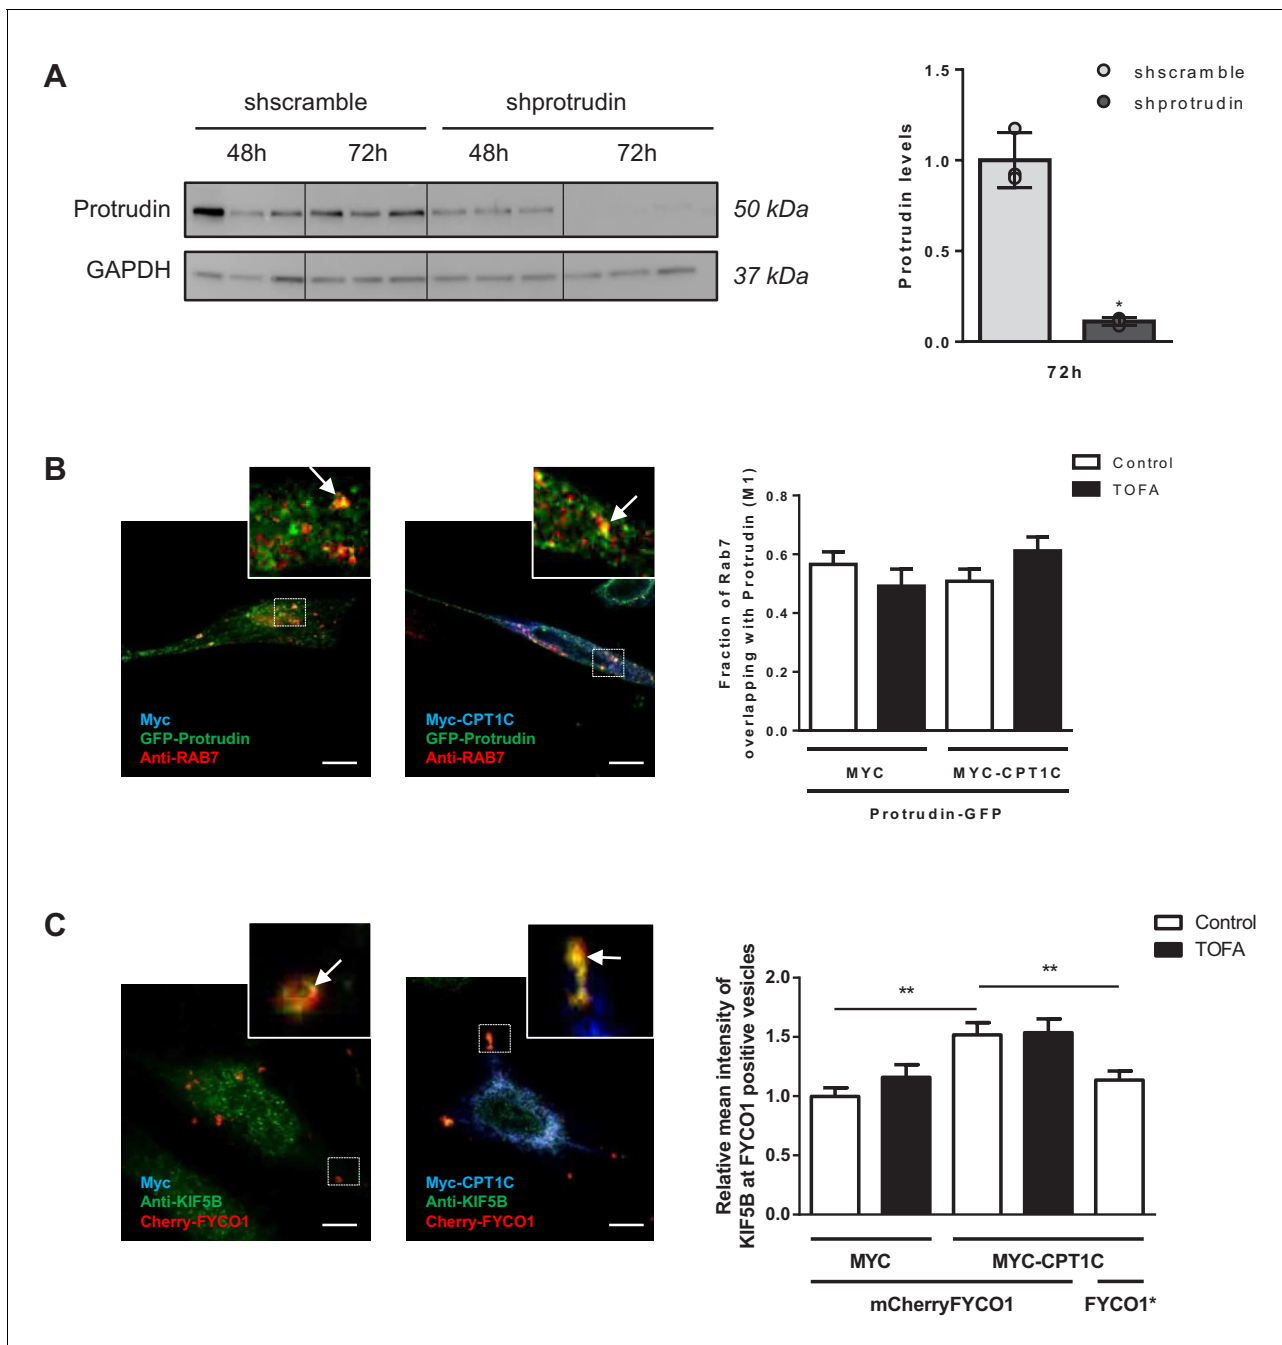 A
shscramble
shprotrudin
48h
72h
48h
72h
Protrudin
50 kDa
GAPDH
37 kDa
shscramble
shprotrudin
Protrudin levels
1.5
1.0
0.5
0.0
*
72h
B
Myc
GFP-Protrudin
Anti-RAB7
Myc-CPT1C
GFP-Protrudin
Anti-RAB7
Control
TOFA
Fraction of Rab7
overlapping with Protrudin (M1)
0.8
0.6
0.4
0.2
0.0
MYC
MYC-CPT1C
Protrudin-GFP
C
Myc
Anti-KIF5B
Cherry-FYCO1
Myc-CPT1C
Anti-KIF5B
Cherry-FYCO1
Control
TOFA
Relative mean intensity of
KIF5B at FYCO1 positive vesicles
2.0
1.5
1.0
0.5
0.0
**
**
MYC
MYC-CPT1C
mCherryFYCO1
FYCO1*